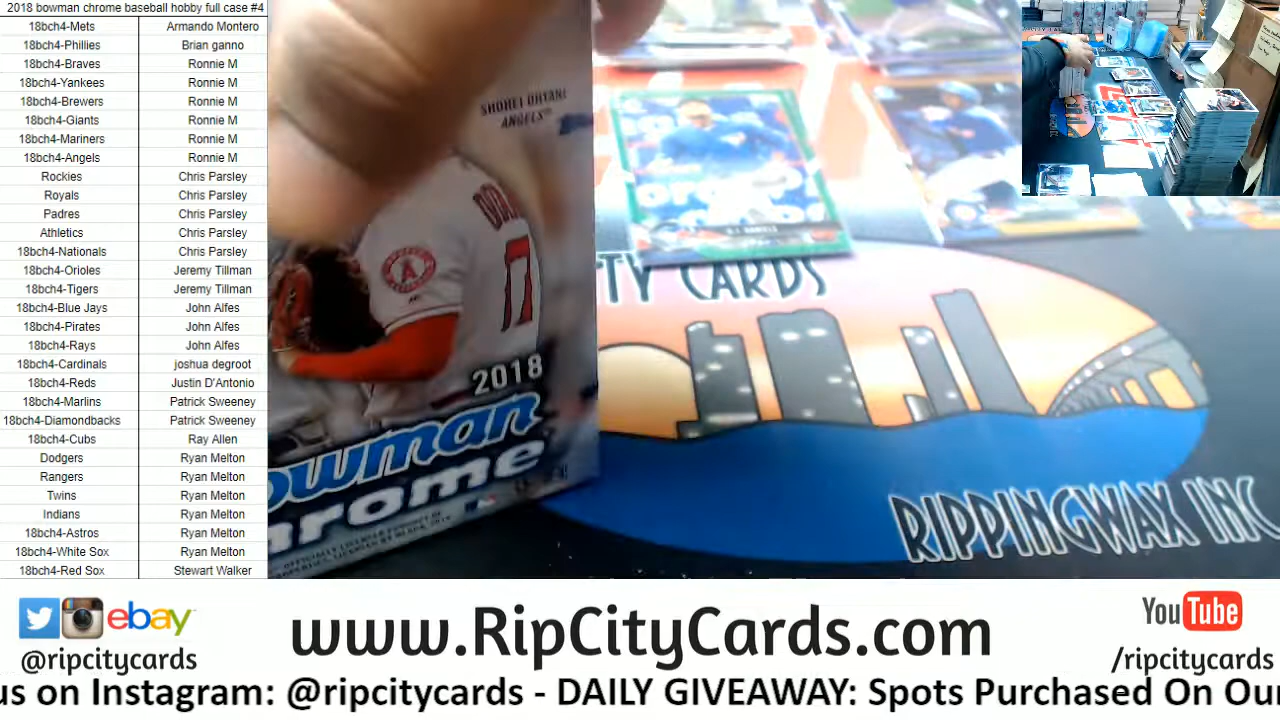 2018 bowman chrome baseball hobby full case #4
18bch4-Mets Armando Montero
18bch4-Phillies Brian ganno
18bch4-Braves Ronnie M
18bch4-Yankees Ronnie M
18bch4-Brewers Ronnie M
18bch4-Giants Ronnie M
18bch4-Mariners Ronnie M
18bch4-Angels Ronnie M
Rockies Chris Parsley
Royals Chris Parsley
Padres Chris Parsley
Athletics Chris Parsley
18bch4-Nationals Chris Parsley
18bch4-Orioles Jeremy Tillman
18bch4-Tigers Jeremy Tillman
18bch4-Blue Jays John Alfes
18bch4-Pirates John Alfes
18bch4-Rays John Alfes
18bch4-Cardinals joshua degroot
18bch4-Reds Justin D'Antonio
18bch4-Marlins Patrick Sweeney
18bch4-Diamondbacks Patrick Sweeney
18bch4-Cubs Ray Allen
Dodgers Ryan Melton
Rangers Ryan Melton
Twins Ryan Melton
Indians Ryan Melton
18bch4-Astros Ryan Melton
18bch4-White Sox Ryan Melton
18bch4-Red Sox Stewart Walker
SHOHEI OHTANI
ANGELS
17
2018
owman
hrome
TY CARDS
RIPPINGWAX INC
ebay
@ripcitycards
www.RipCityCards.com
YouTube
/ripcitycards
us on Instagram: @ripcitycards - DAILY GIVEAWAY: Spots Purchased On Our